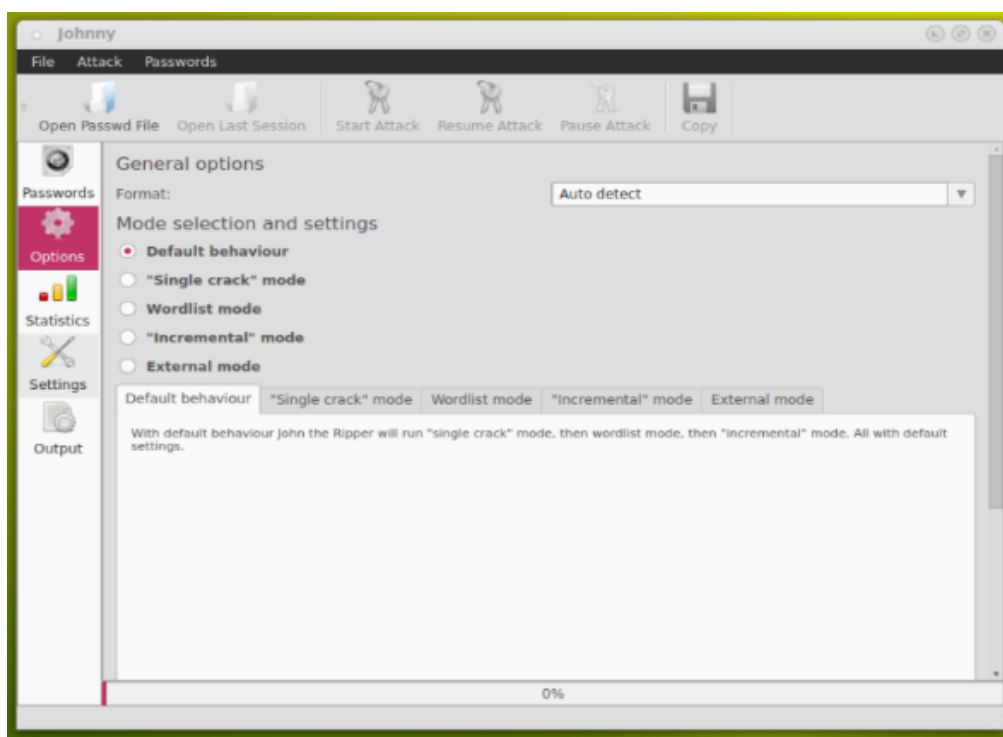 Johnny
File Attack Passwords
Open Passwd File Open Last Session Start Attack Resume Attack Pause Attack Copy
Passwords
Options
Statistics
Settings
Output
General options
Format: Auto detect
Mode selection and settings
Default behaviour
"Single crack" mode
Wordlist mode
"Incremental" mode
External mode
Default behaviour "Single crack" mode Wordlist mode "Incremental" mode External mode
With default behaviour John the Ripper will run "single crack" mode, then wordlist mode, then "incremental" mode. All with default
settings.
0%